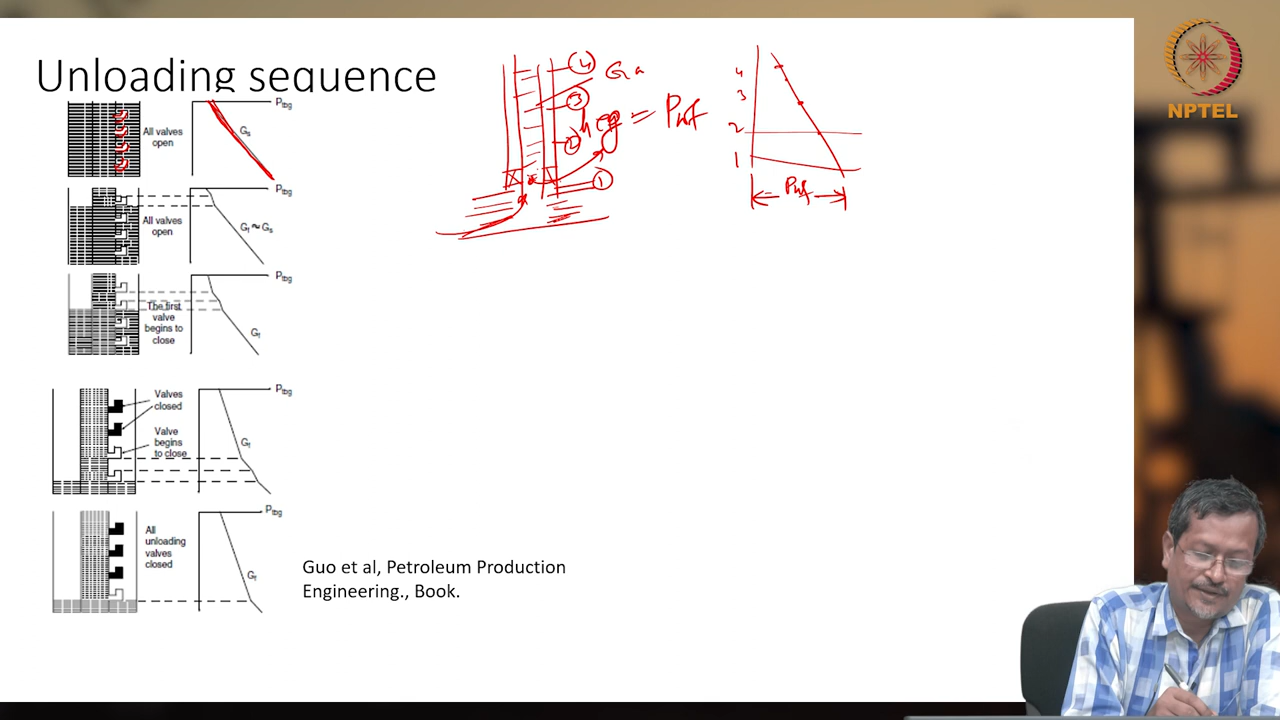 Unloading sequence
NPTEL
All valves
open
Ptbg
Gs
All valves
open
Ptbg
Gf ≈ Gs
The first
valve
begins to
close
Ptbg
Gf
Valves
closed
Valve
begins
to close
Ptbg
Gf
All
unloading
valves
closed
Ptbg
Gf
Guo et al, Petroleum Production
Engineering., Book.
4
3
2
1
= Pwf
4
3
2
1
Pwf